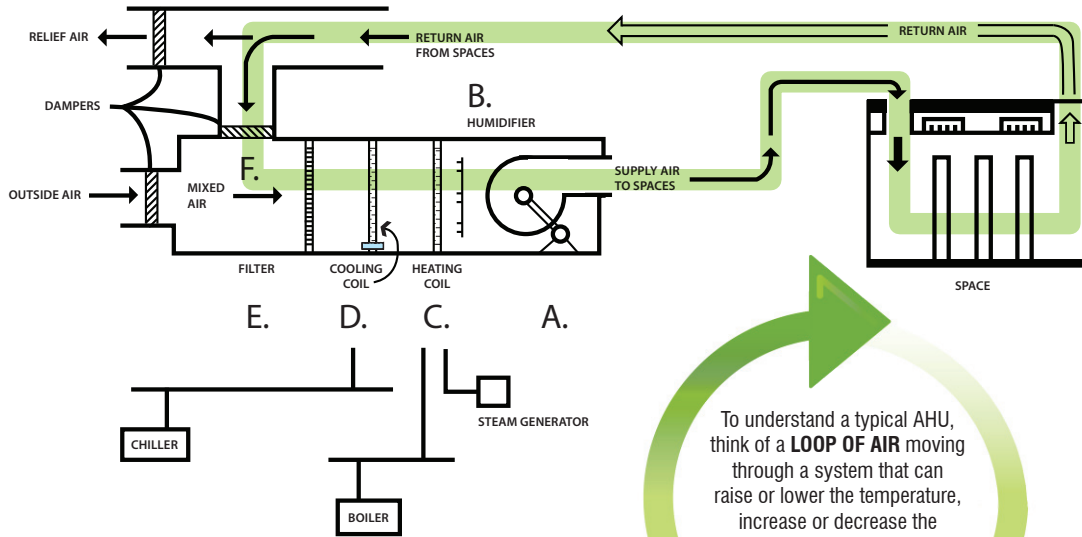 RELIEF AIR
RETURN AIR
FROM SPACES
RETURN AIR
DAMPERS
B.
HUMIDIFIER
F.
OUTSIDE AIR
MIXED
AIR
SUPPLY AIR
TO SPACES
FILTER
COOLING
COIL
HEATING
COIL
SPACE
E.
D.
C.
A.
STEAM GENERATOR
CHILLER
BOILER
To understand a typical AHU,
think of a LOOP OF AIR moving
through a system that can
raise or lower the temperature,
increase or decrease the